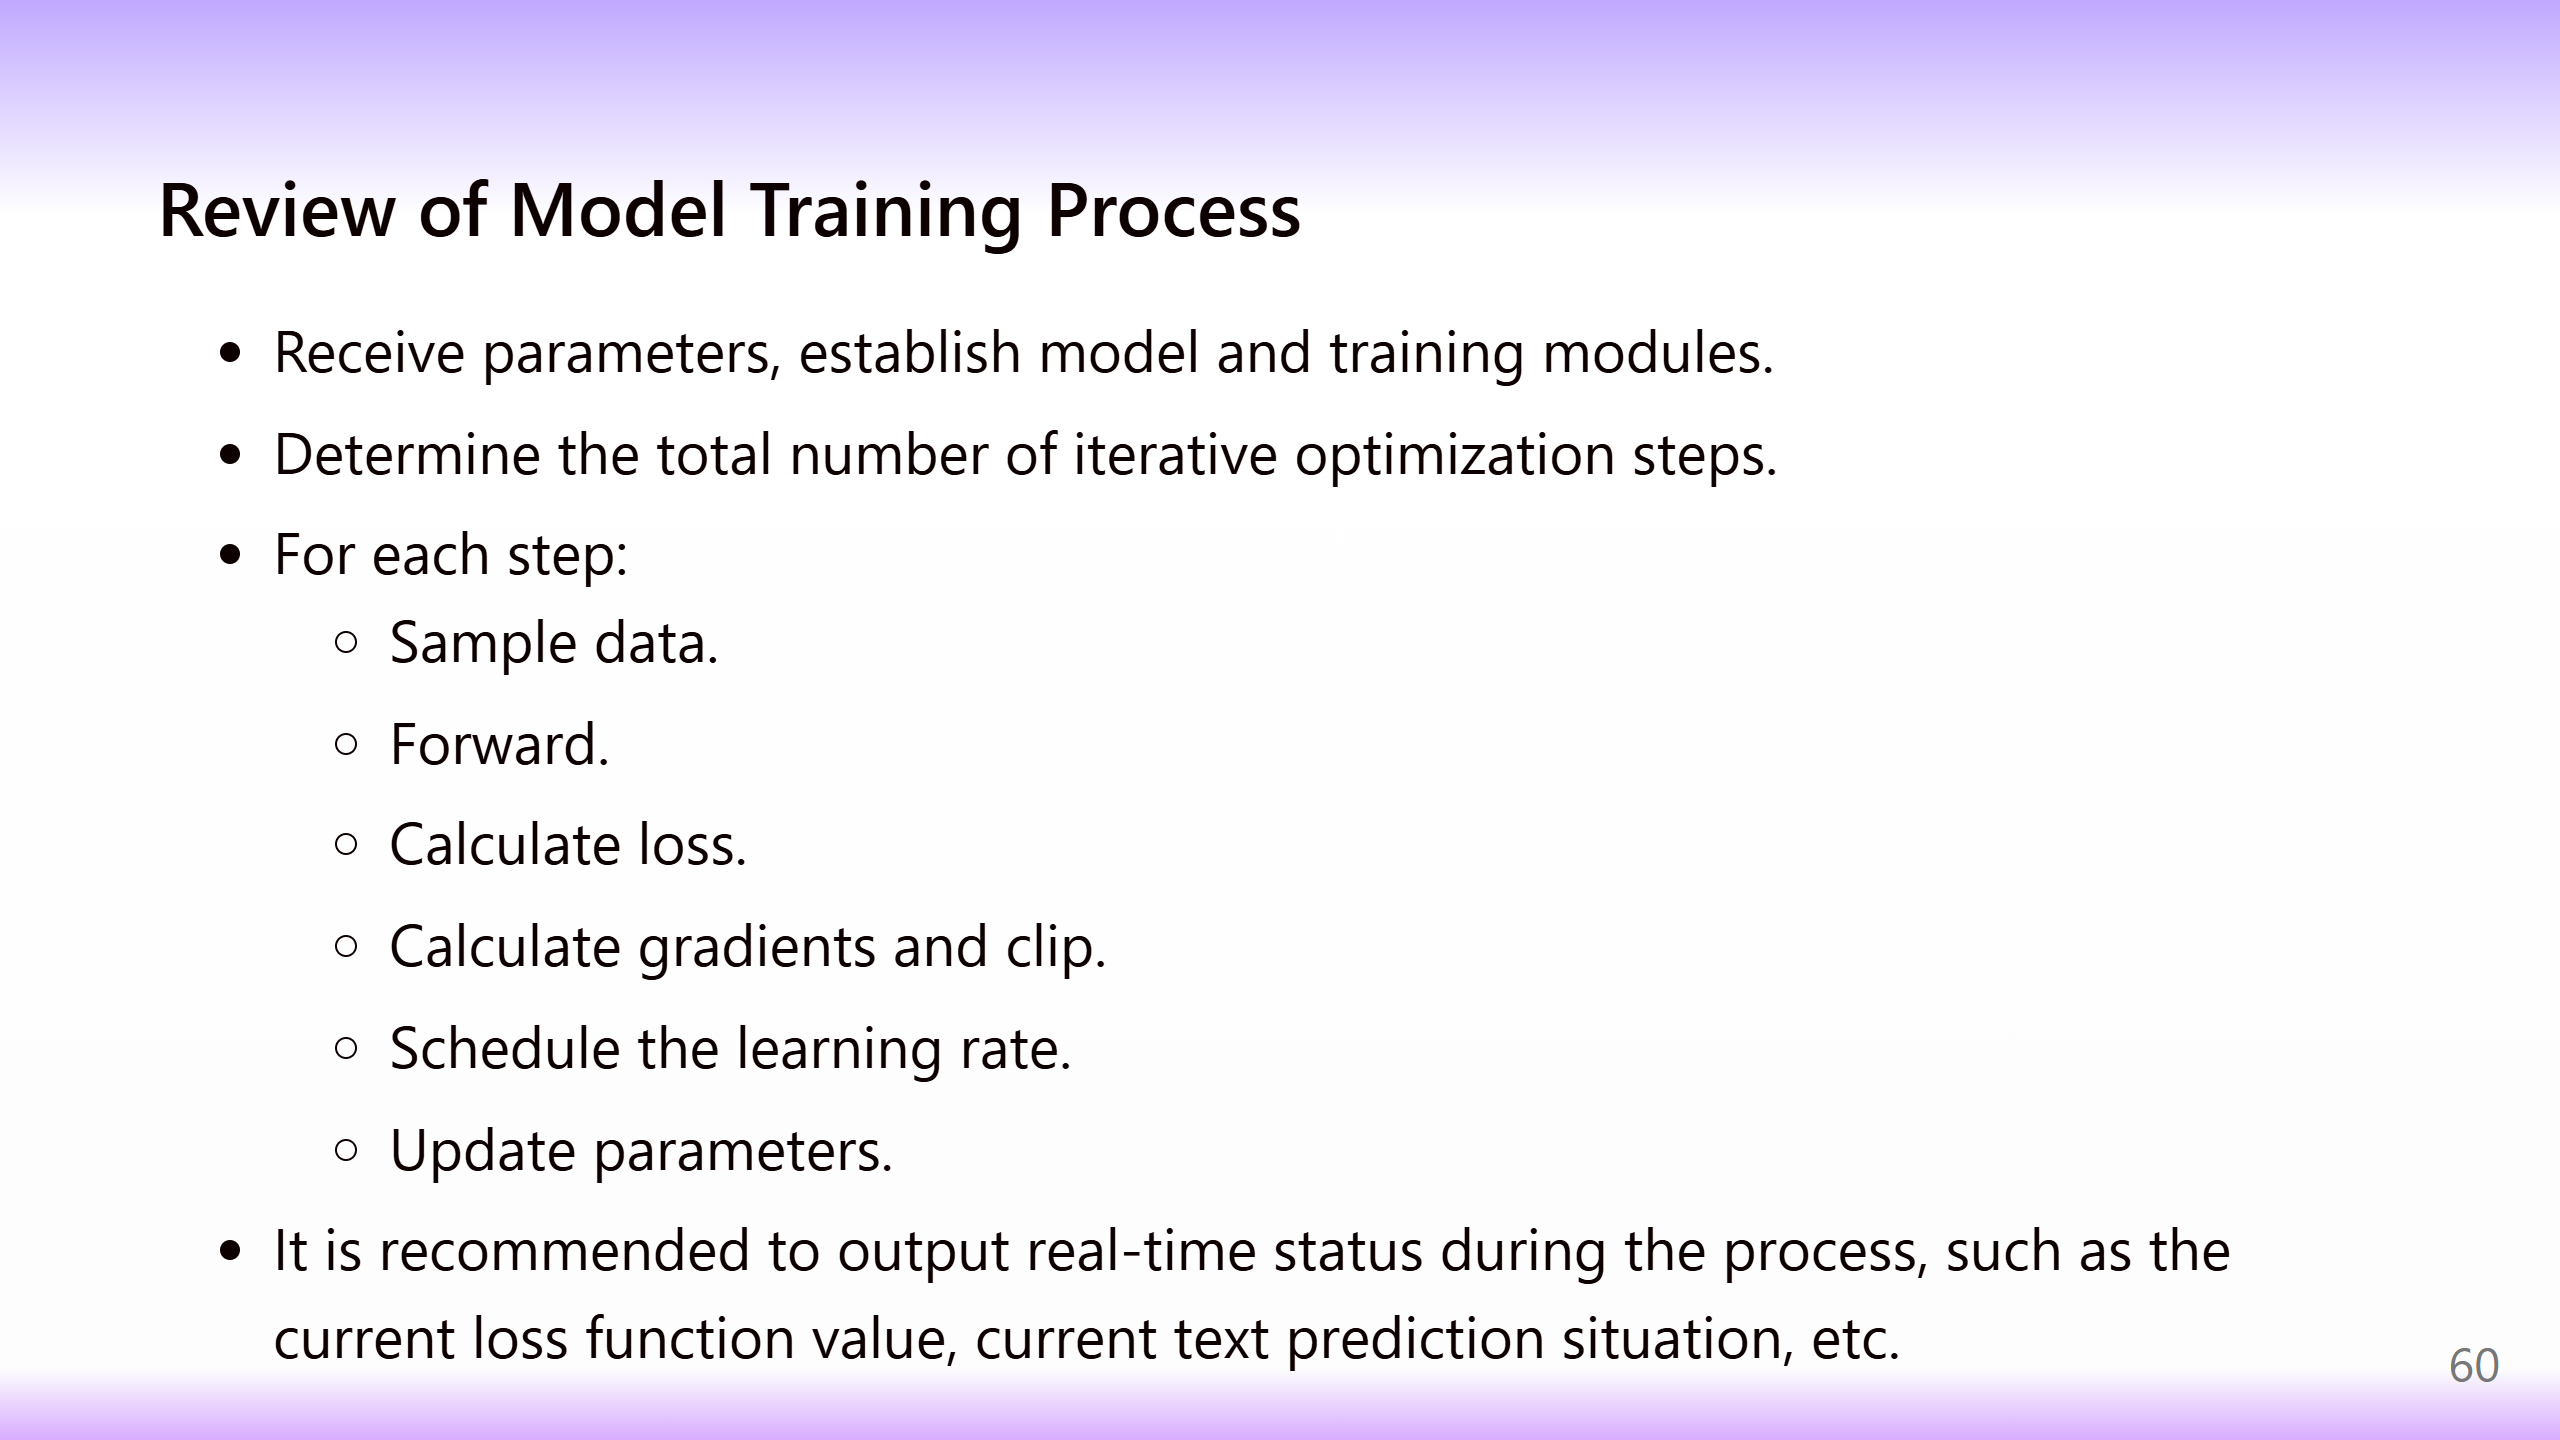 Review of Model Training Process
• Receive parameters, establish model and training modules.
• Determine the total number of iterative optimization steps.
• For each step:
○ Sample data.
○ Forward.
○ Calculate loss.
○ Calculate gradients and clip.
○ Schedule the learning rate.
○ Update parameters.
• It is recommended to output real-time status during the process, such as the
current loss function value, current text prediction situation, etc.
60